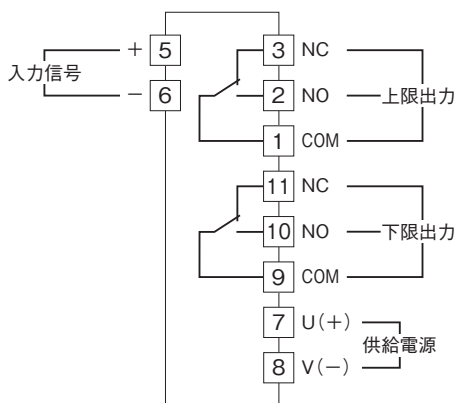 + 5
入力信号
− 6
3 NC
2 NO
上限出力
1 COM
11 NC
10 NO
下限出力
9 COM
7 U(+)
供給電源
8 V(−)